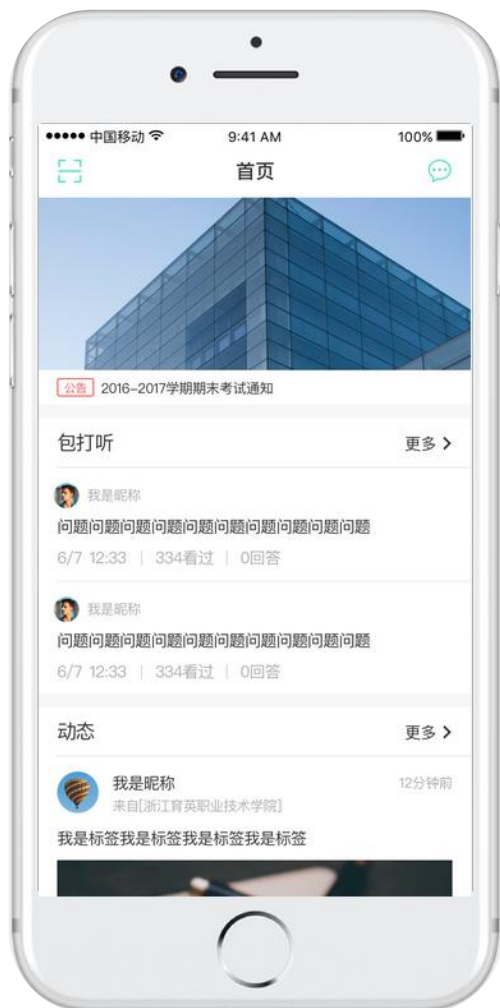 中国移动 9:41 AM 100%
首页
公告 2016-2017学期期末考试通知
包打听 更多
我是昵称
问题问题问题问题问题问题问题问题问题问题
6/7 12:33 | 334看过 | 0回答
我是昵称
问题问题问题问题问题问题问题问题问题问题
6/7 12:33 | 334看过 | 0回答
动态 更多
我是昵称 12分钟前
来自[浙江育英职业技术学院]
我是标签我是标签我是标签我是标签